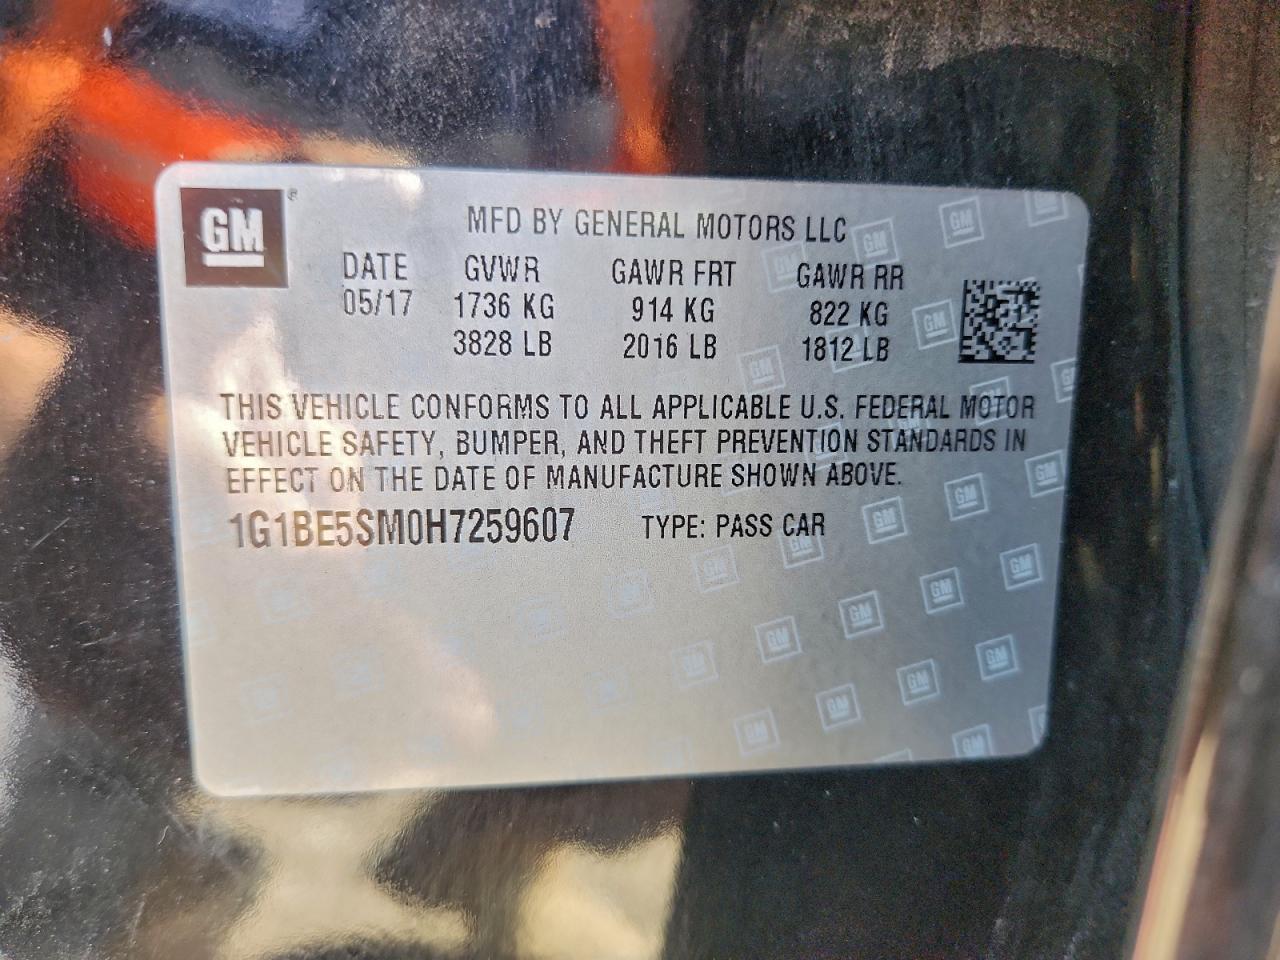 GM
MFD BY GENERAL MOTORS LLC
DATE GVWR GAWR FRT GAWR RR
05/17 1736 KG 914 KG 822 KG
3828 LB 2016 LB 1812 LB
THIS VEHICLE CONFORMS TO ALL APPLICABLE U.S. FEDERAL MOTOR
VEHICLE SAFETY, BUMPER, AND THEFT PREVENTION STANDARDS IN
EFFECT ON THE DATE OF MANUFACTURE SHOWN ABOVE.
1G1BE5SM0H7259607 TYPE: PASS CAR